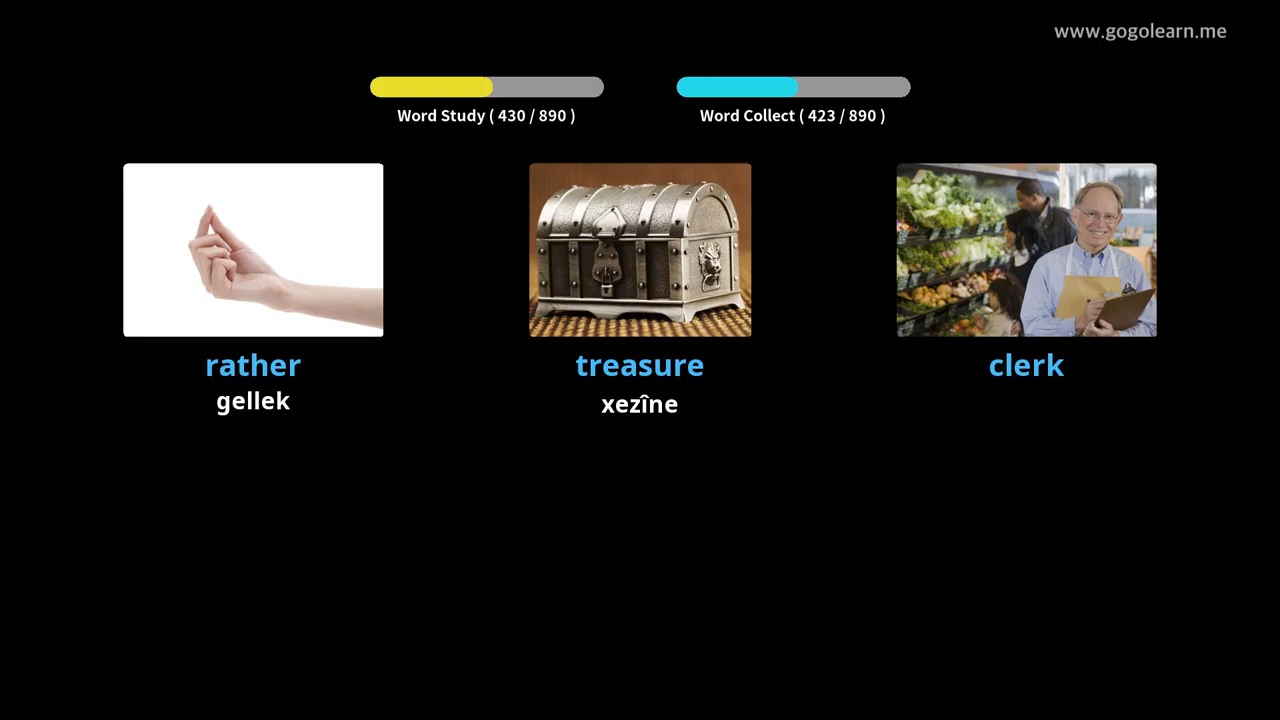 www.gogolearn.me
Word Study ( 430 / 890 )
Word Collect ( 423 / 890 )
rather
treasure
clerk
gellek
xezîne